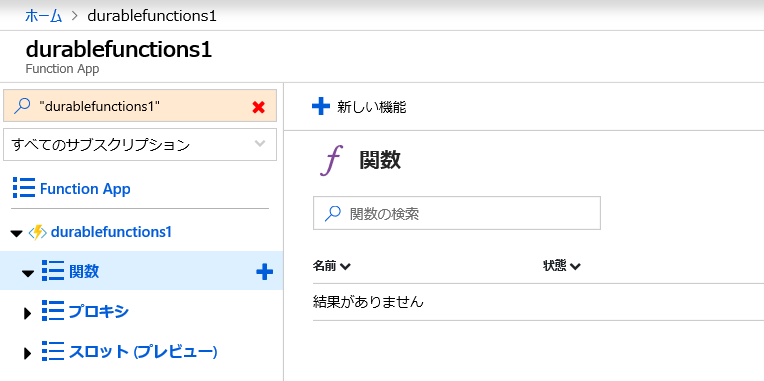 ホーム > durablefunctions1
durablefunctions1
Function App
"durablefunctions1"
すべてのサブスクリプション
Function App
durablefunctions1
関数
プロキシ
スロット (プレビュー)
新しい機能
関数
関数の検索
名前 状態
結果がありません